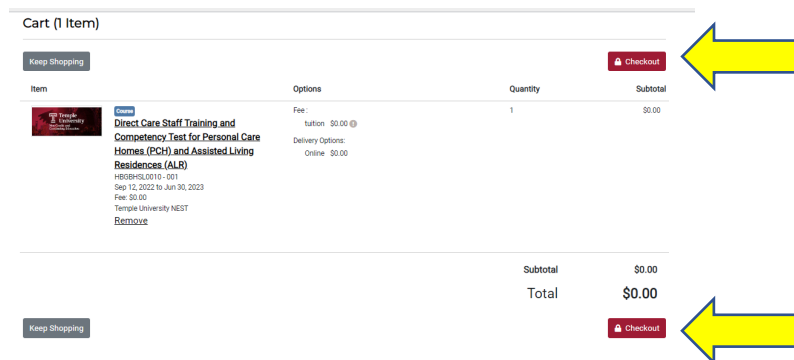 Cart (1 Item)
Keep Shopping
Checkout
Item Options Quantity Subtotal
Temple
University
Course
Direct Care Staff Training and
Competency Test for Personal Care
Homes (PCH) and Assisted Living
Residences (ALR)
HBGBHSL0010 - 001
Sep 12, 2022 to Jun 30, 2023
Fee: $0.00
Temple University NEST
Remove
Fee :
tuition $0.00
Delivery Options:
Online $0.00
1
$0.00
Subtotal $0.00
Total $0.00
Keep Shopping
Checkout